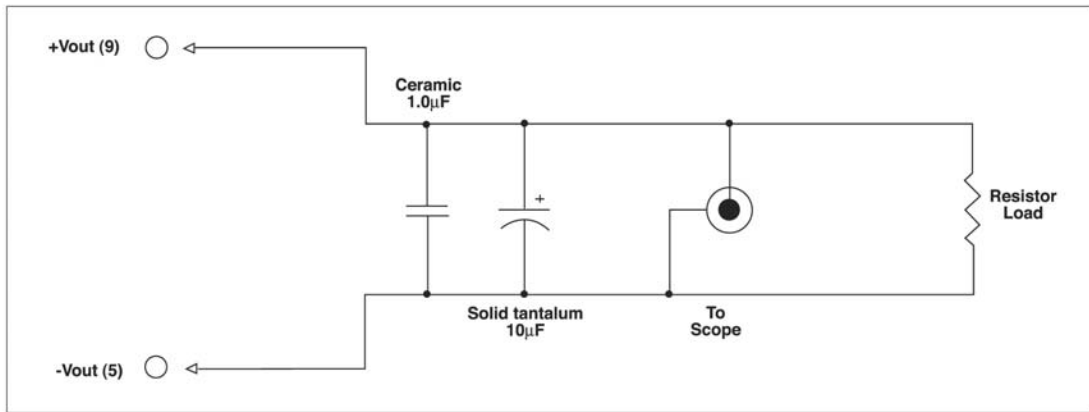 +Vout (9)
Ceramic
1.0μF
+
Resistor
Load
Solid tantalum
10μF
To
Scope
-Vout (5)